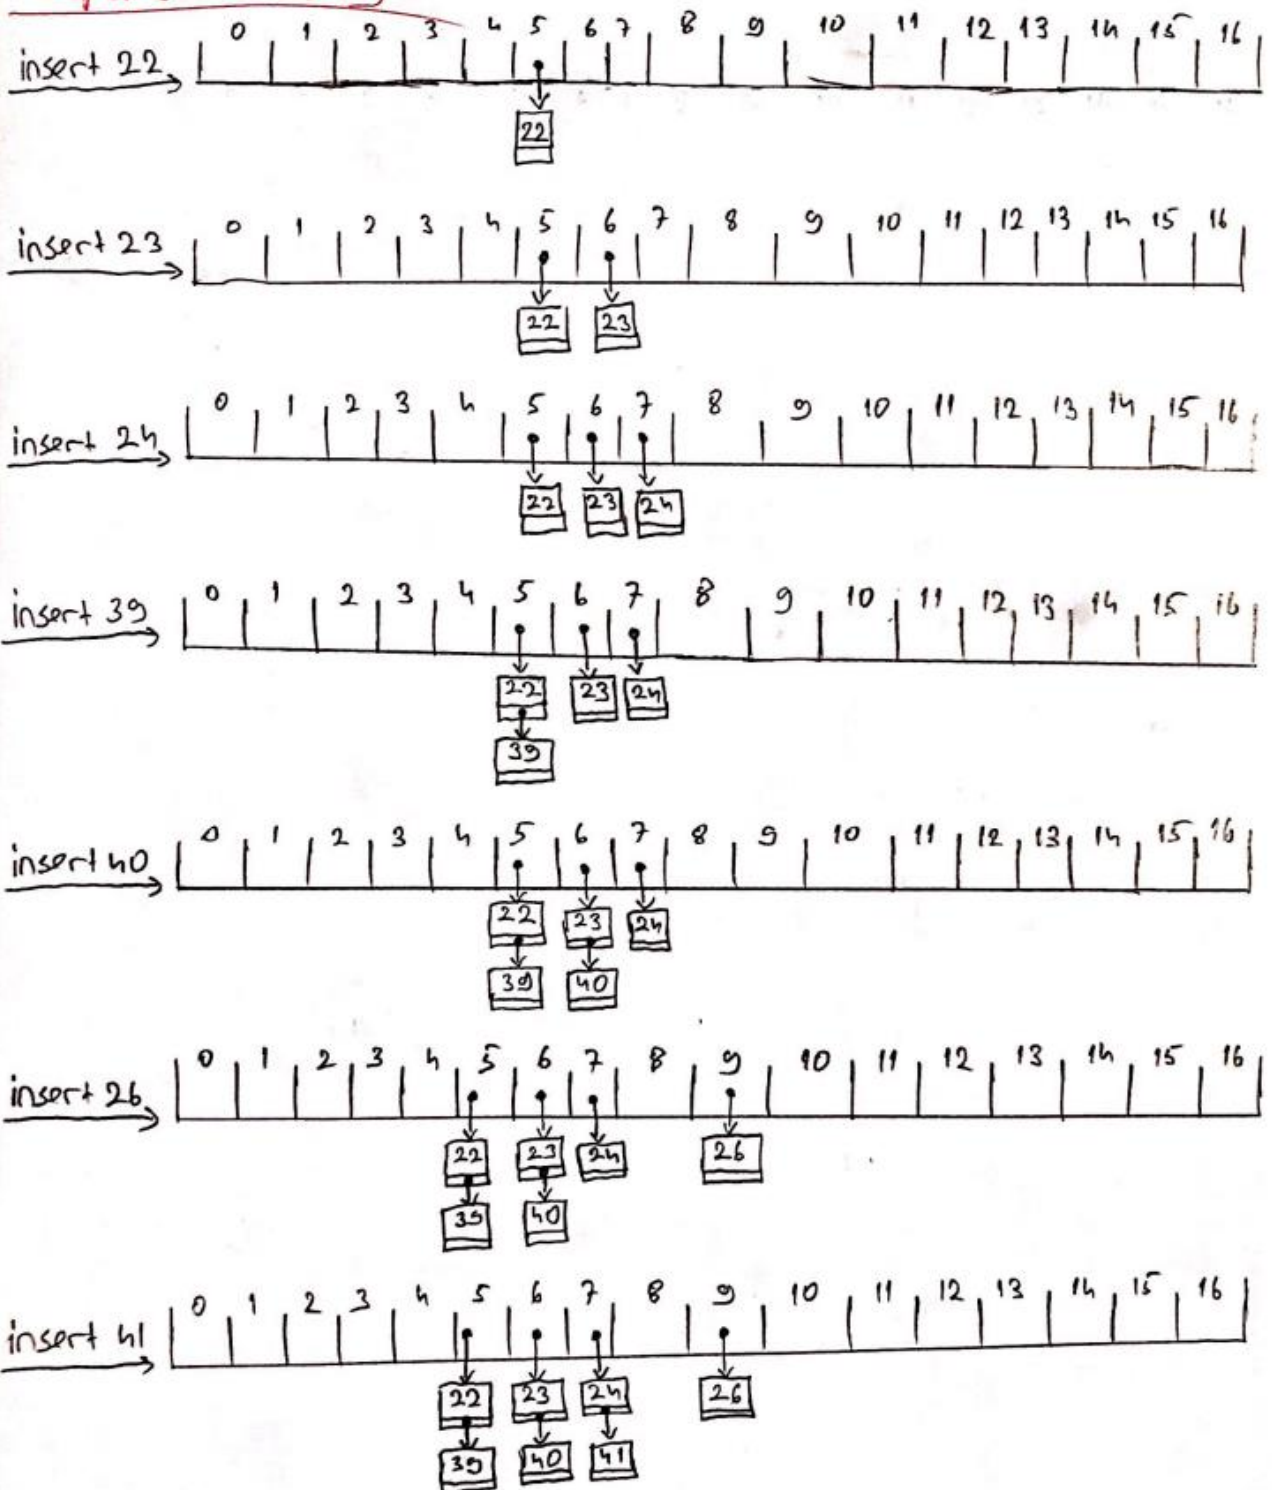 0 1 2 3 4 5 6 7 8 9 10 11 12 13 14 15 16
insert 22
22
0 1 2 3 4 5 6 7 8 9 10 11 12 13 14 15 16
insert 23
22 23
0 1 2 3 4 5 6 7 8 9 10 11 12 13 14 15 16
insert 24
22 23 24
0 1 2 3 4 5 6 7 8 9 10 11 12 13 14 15 16
insert 39
22 23 24
39
0 1 2 3 4 5 6 7 8 9 10 11 12 13 14 15 16
insert 40
22 23 24
39 40
0 1 2 3 4 5 6 7 8 9 10 11 12 13 14 15 16
insert 26
22 23 24 26
39 40
0 1 2 3 4 5 6 7 8 9 10 11 12 13 14 15 16
insert 41
22 23 24 26
39 40 41